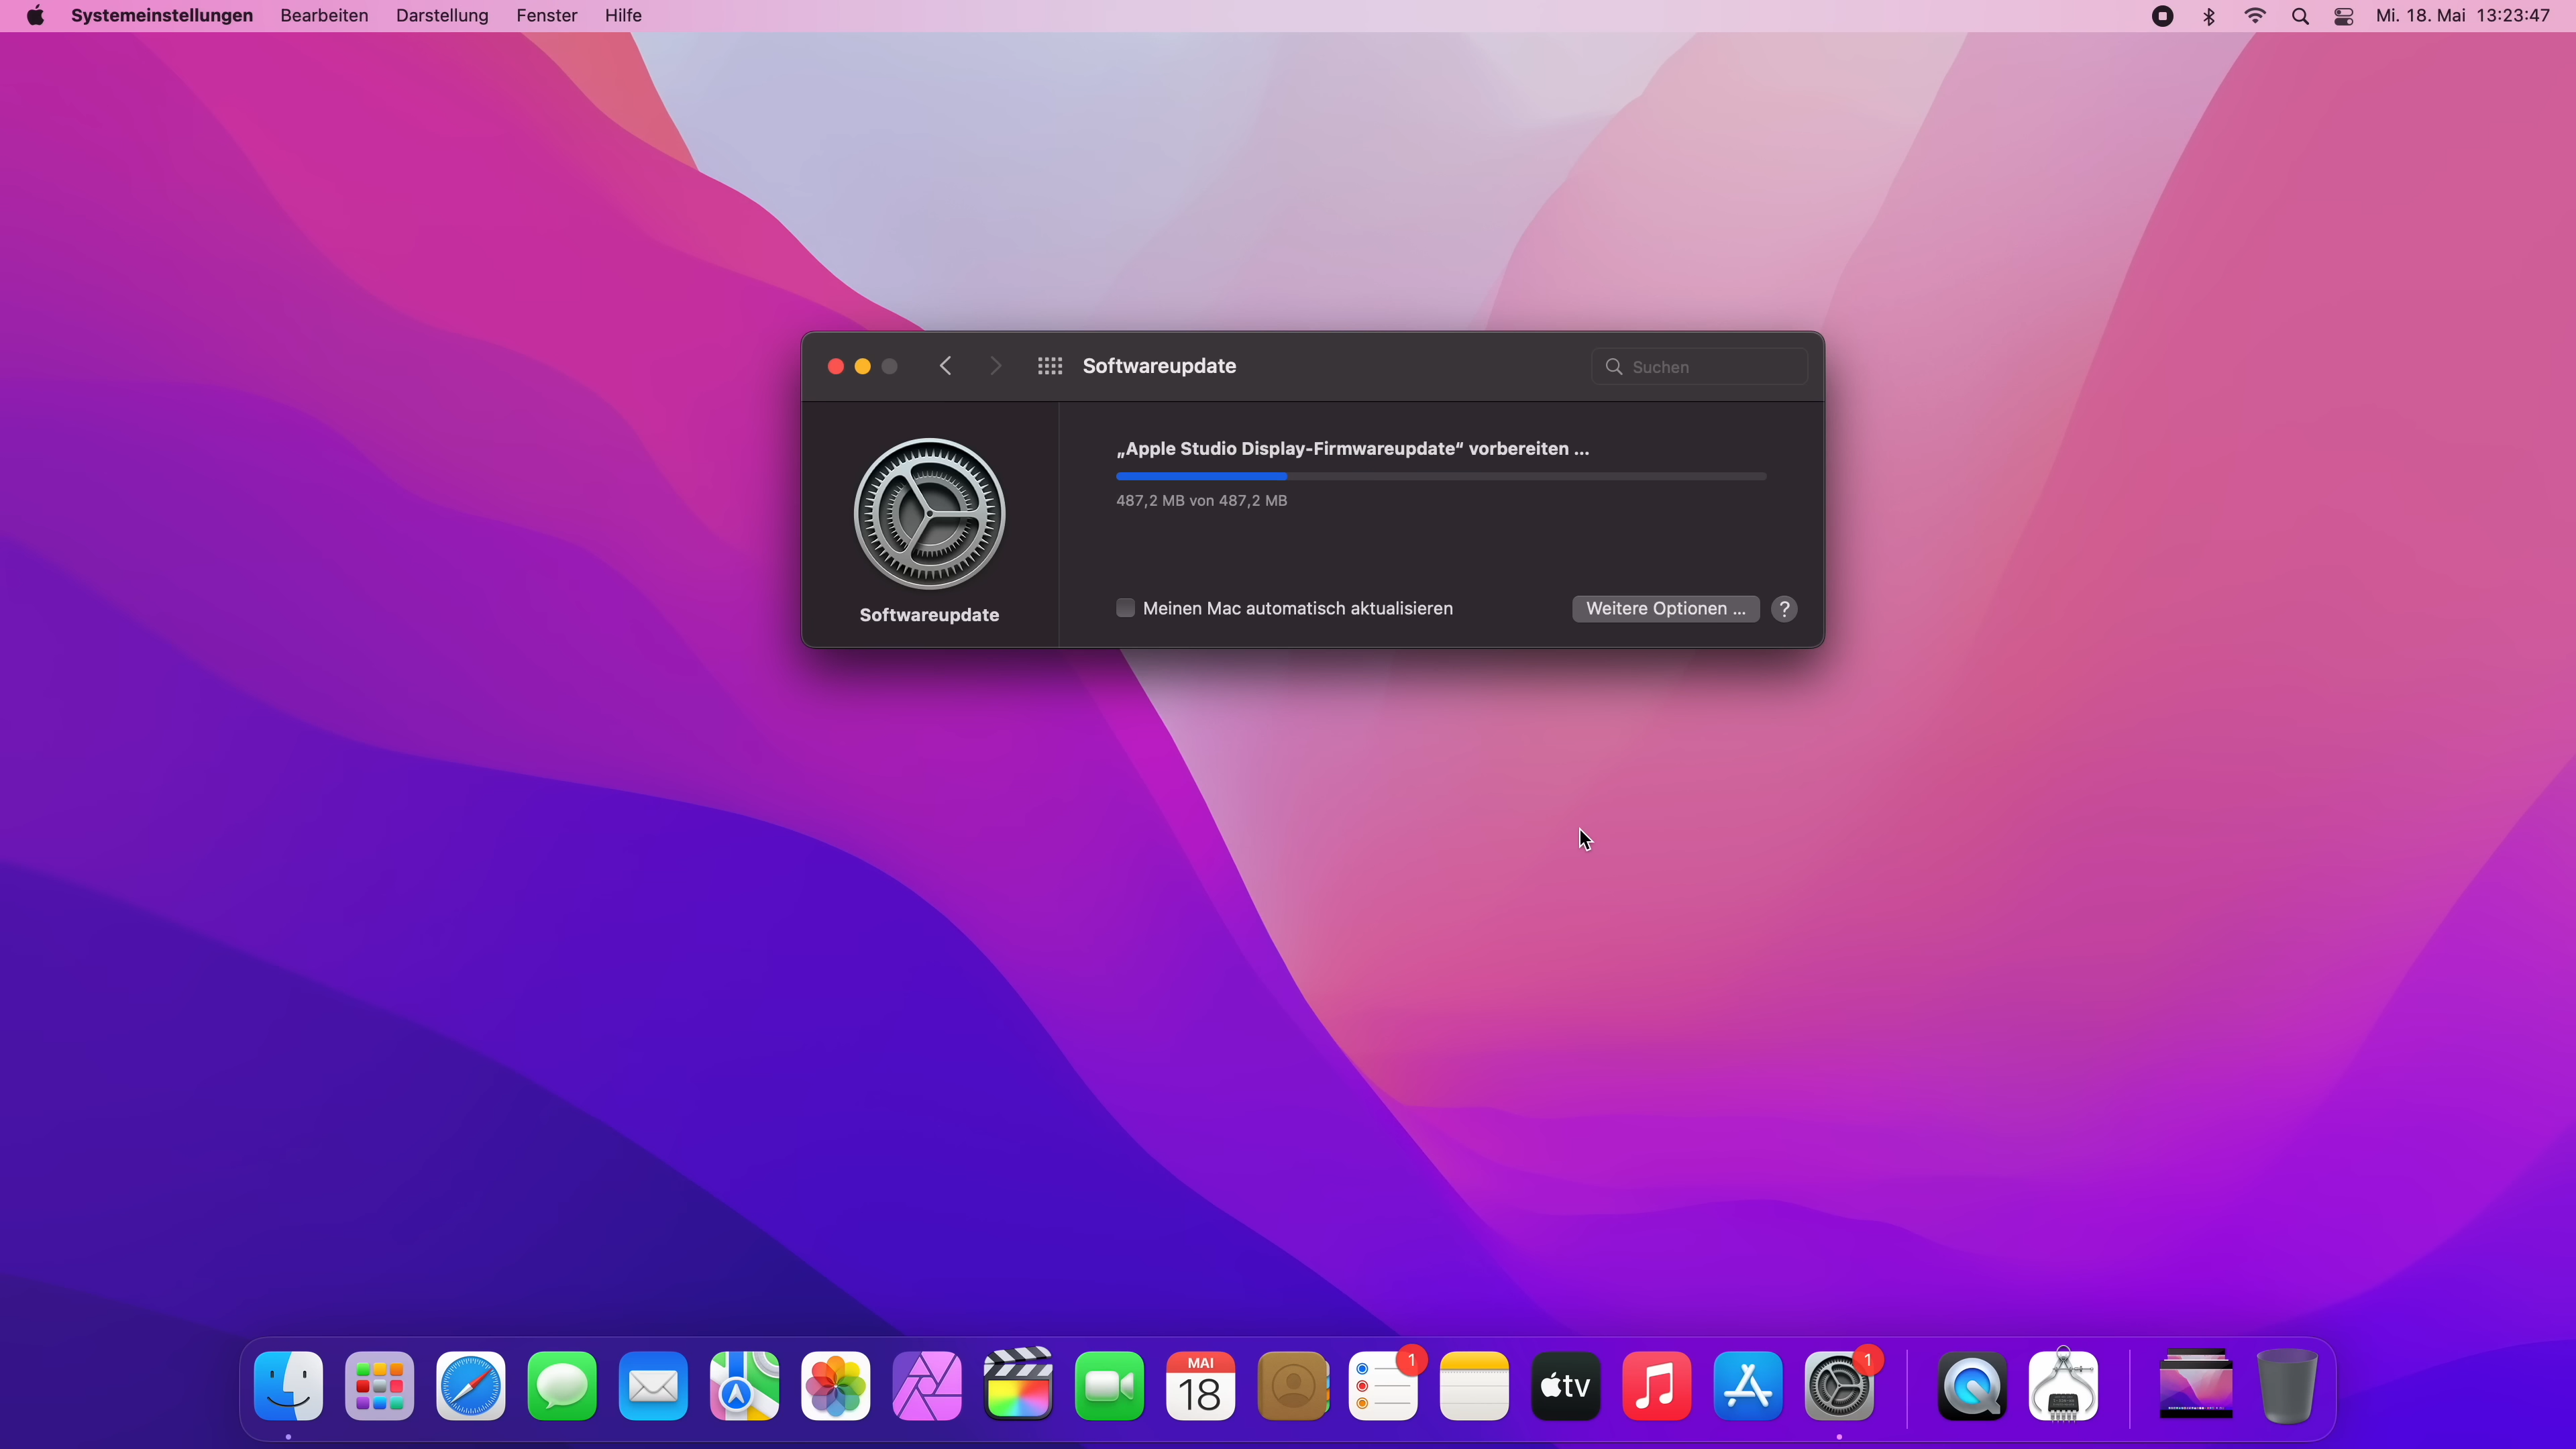 Systemeinstellungen Bearbeiten Darstellung Fenster Hilfe Mi. 18. Mai 13:23:47
Softwareupdate Suchen
„Apple Studio Display-Firmwareupdate“ vorbereiten ...
487,2 MB von 487,2 MB
Softwareupdate
Meinen Mac automatisch aktualisieren Weitere Optionen ... ?
MAI
18
1
tv
1